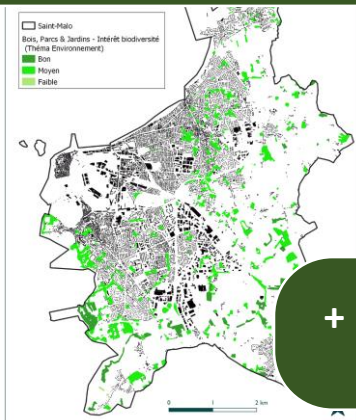 Saint-Malo
Bois, Parcs & Jardins - Intérêt biodiversité
(Théma Environnement)
Bon
Moyen
Faible
+
0 1 2 km